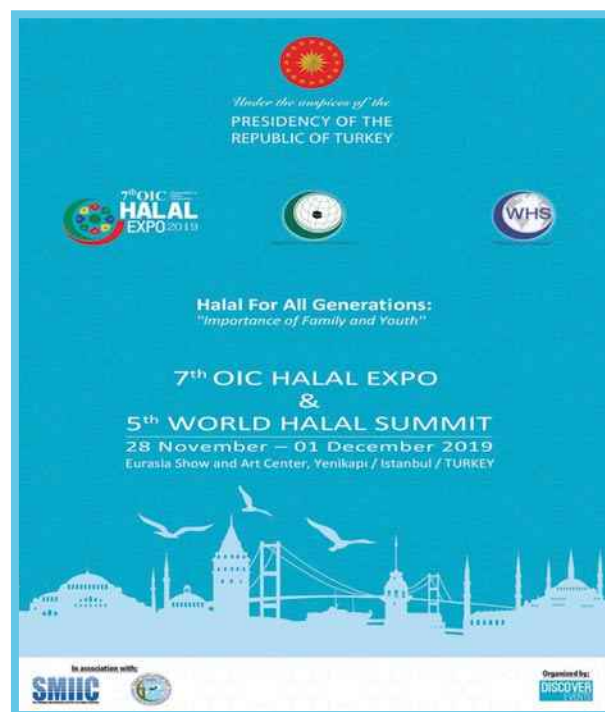 Under the auspices of the
PRESIDENCY OF THE
REPUBLIC OF TURKEY
7th OIC
HALAL
EXPO 2019
WHS
Halal For All Generations:
"Importance of Family and Youth"
7th OIC HALAL EXPO
&
5th WORLD HALAL SUMMIT
28 November – 01 December 2019
Eurasia Show and Art Center, Yenikapı / Istanbul / TURKEY
In association with:
SMIIC
Organized by:
DISCOVER
EVENTS